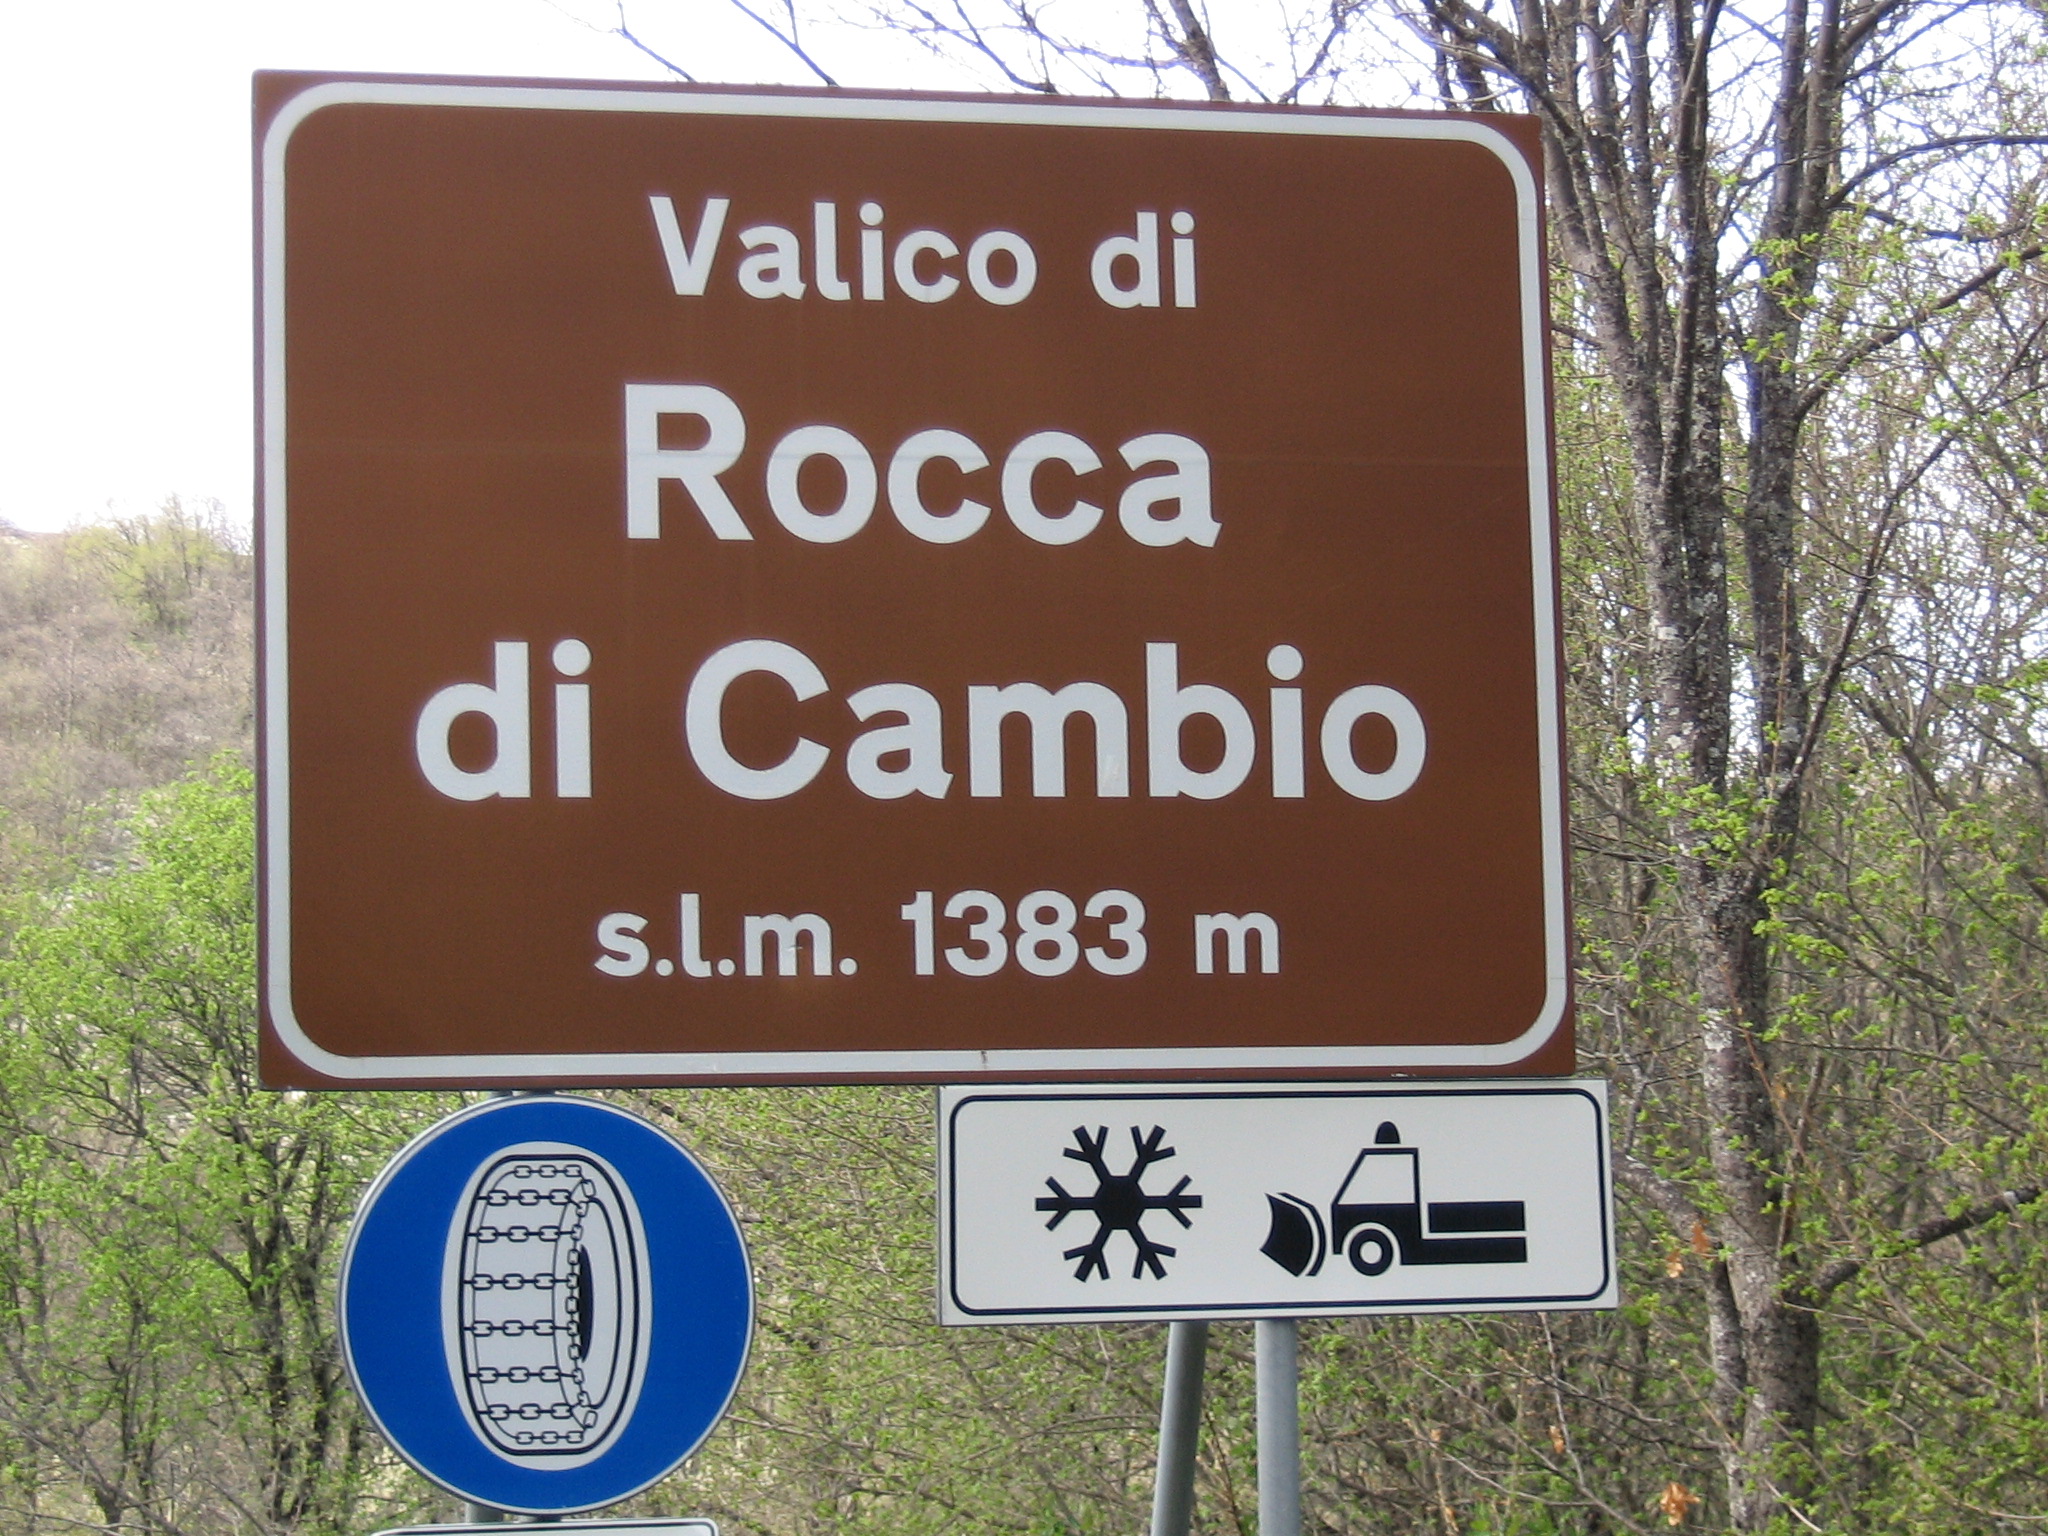 Valico di
Rocca
di Cambio
s.l.m. 1383 m